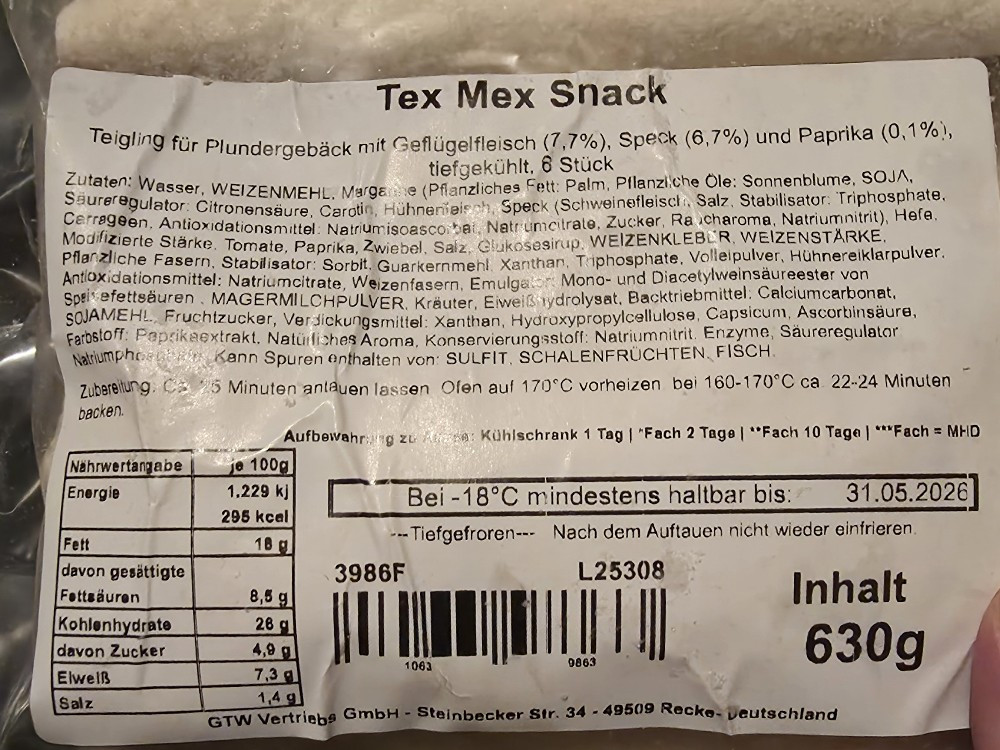 Tex Mex Snack
Teigling für Plundergebäck mit Geflügelfleisch (7,7%), Speck (6,7%) und Paprika (0,1%),
tiefgekühlt, 6 Stück
Zutaten: Wasser, WEIZENMEHL, Margarine (Pflanzliches Fett: Palm, Pflanzliche Öle: Sonnenblume, SOJA,
Säureregulator: Citronensäure, Carotin, Speck (Schweinefleisch, Salz, Stabilisator: Triphosphate,
Carrageen, Antioxidationsmittel: Natriumisoascorbat, Natriumcitrate, Zucker, Raucharoma, Natriumnitrit), Hefe,
Modifizierte Stärke, Tomate, Paprika, Zwiebel, Salz, Glukosesirup, WEIZENKLEBER, WEIZENSTÄRKE,
Pflanzliche Fasern, Stabilisator: Sorbit, Guarkernmehl, Xanthan, Triphosphate, Volleipulver, Hühnereiklarpulver,
Antioxidationsmittel: Natriumcitrate, Weizenfasern, Emulgator: Mono- und Diacetylweinsäureester von
Speisefettsäuren , MAGERMILCHPULVER, Kräuter, Eiweißhydrolysat, Backtriebmittel: Calciumcarbonat,
SOJAMEHL, Fruchtzucker, Verdickungsmittel: Xanthan, Hydroxypropylcellulose, Capsicum, Ascorbinsäure,
Farbstoff: Paprikaextrakt, Natürliches Aroma, Konservierungsstoff: Natriumnitrit, Enzyme, Säureregulator:
Kann Spuren enthalten von: SULFIT, SCHALENFRÜCHTEN, FISCH.
Zubereitung: Minuten antauen lassen. Ofen auf 170°C vorheizen. bei 160-170°C ca. 22-24 Minuten
backen.
Aufbewahrung zu Kühlschrank 1 Tag | *Fach 2 Tage | **Fach 10 Tage | ***Fach = MHD
Nährwertangabe je 100g
Energie 1.229 kj
295 kcal
Fett 18 g
davon gesättigte
Fettsäuren 8,5 g
Kohlenhydrate 26 g
davon Zucker 4,9 g
Eiweiß 7,3 g
Salz 1,4 g
Bei -18°C mindestens haltbar bis: 31.05.2026
---Tiefgefroren--- Nach dem Auftauen nicht wieder einfrieren.
3986F L25308
1063 9863
Inhalt
630g
GTW Vertriebs GmbH - Steinbecker Str. 34 - 49509 Recke- Deutschland